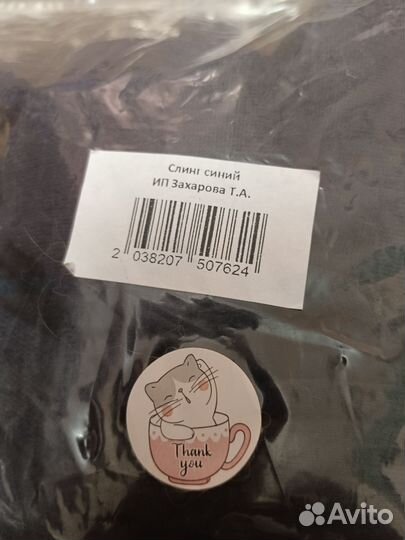 Слинг синий
ИП Захарова Т.А.
2 038207 507624
Thank
you
Avito